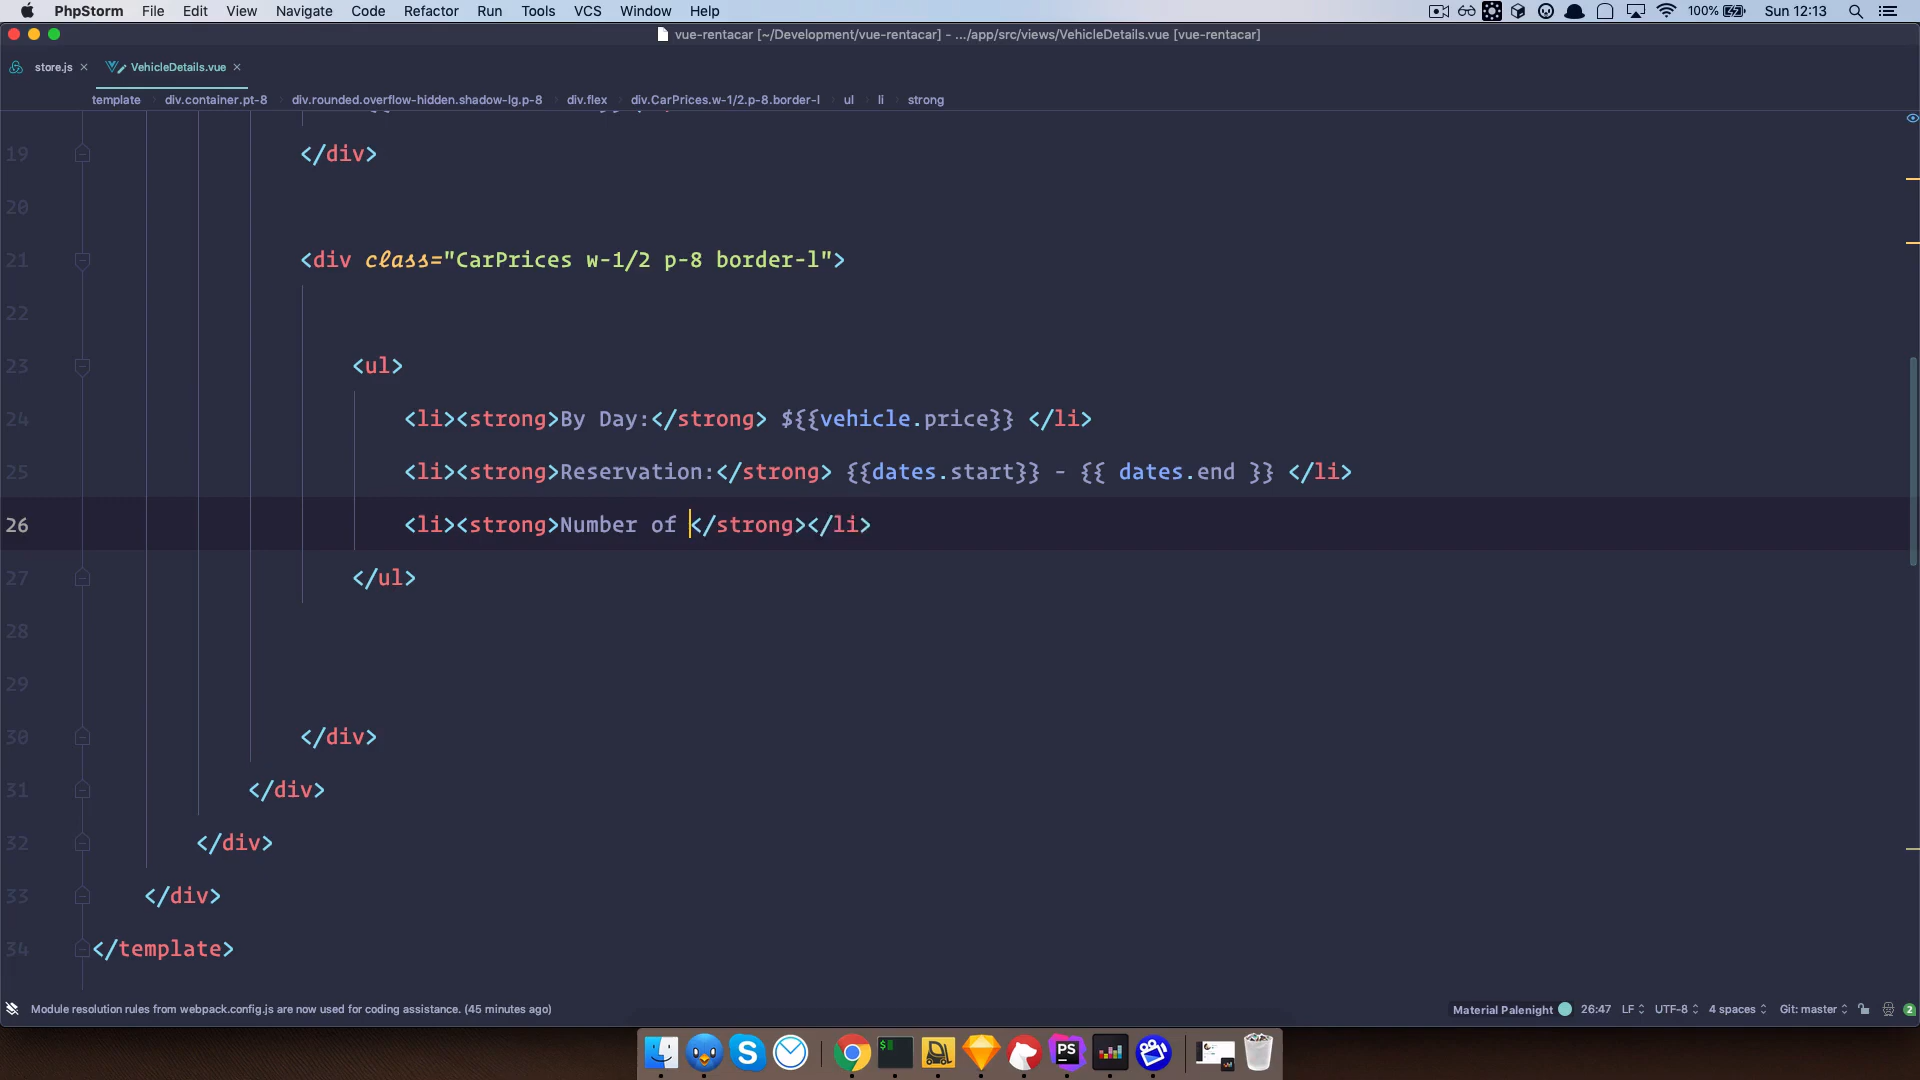 PhpStorm File Edit View Navigate Code Refactor Run Tools VCS Window Help 100% Sun 12:13
vue-rentacar [~/Development/vue-rentacar] - .../app/src/views/VehicleDetails.vue [vue-rentacar]
store.js VehicleDetails.vue
template div.container.pt-8 div.rounded.overflow-hidden.shadow-lg.p-8 div.flex div.CarPrices.w-1/2.p-8.border-l ul li strong
19 </div>
20
21 <div class="CarPrices w-1/2 p-8 border-l">
22
23 <ul>
24 <li><strong>By Day:</strong> ${{vehicle.price}} </li>
25 <li><strong>Reservation:</strong> {{dates.start}} - {{ dates.end }} </li>
26 <li><strong>Number of </strong></li>
27 </ul>
28
29
30 </div>
31 </div>
32 </div>
33 </div>
34 </template>
Module resolution rules from webpack.config.js are now used for coding assistance. (45 minutes ago) Material Palenight 26:47 LF UTF-8 4 spaces Git: master 2
S $ PS